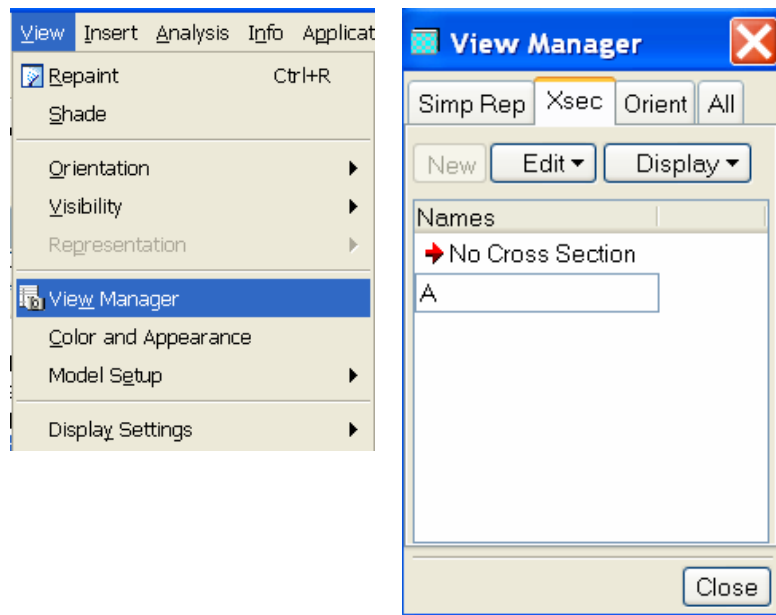 View Insert Analysis Info Applicat
Repaint Ctrl+R
Shade
Orientation
Visibility
Representation
View Manager
Color and Appearance
Model Setup
Display Settings
View Manager
Simp Rep Xsec Orient All
New Edit Display
Names
No Cross Section
A
Close